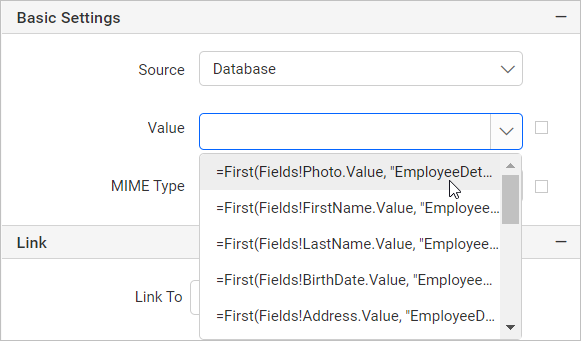 Basic Settings
Source Database
Value
=First(Fields!Photo.Value, "EmployeeDet...
MIME Type
=First(Fields!FirstName.Value, "Employee...
Link
=First(Fields!LastName.Value, "Employee...
=First(Fields!BirthDate.Value, "Employee...
Link To
=First(Fields!Address.Value, "EmployeeD...